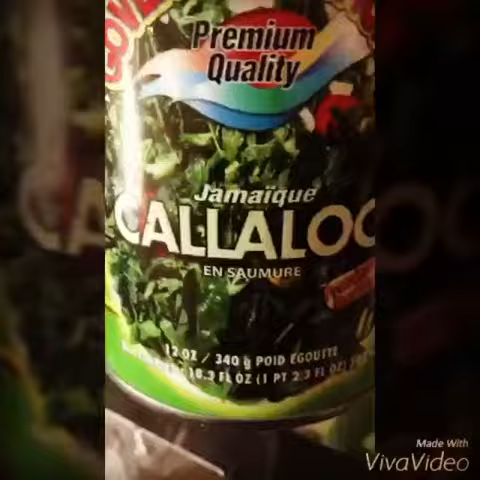 Premium
Quality
Jamaïque
CALLALOO
EN SAUMURE
12 OZ / 340 g POID EGOUTTE
18.3 FL OZ (1 PT 2.3 FL OZ)
Made With
VivaVideo